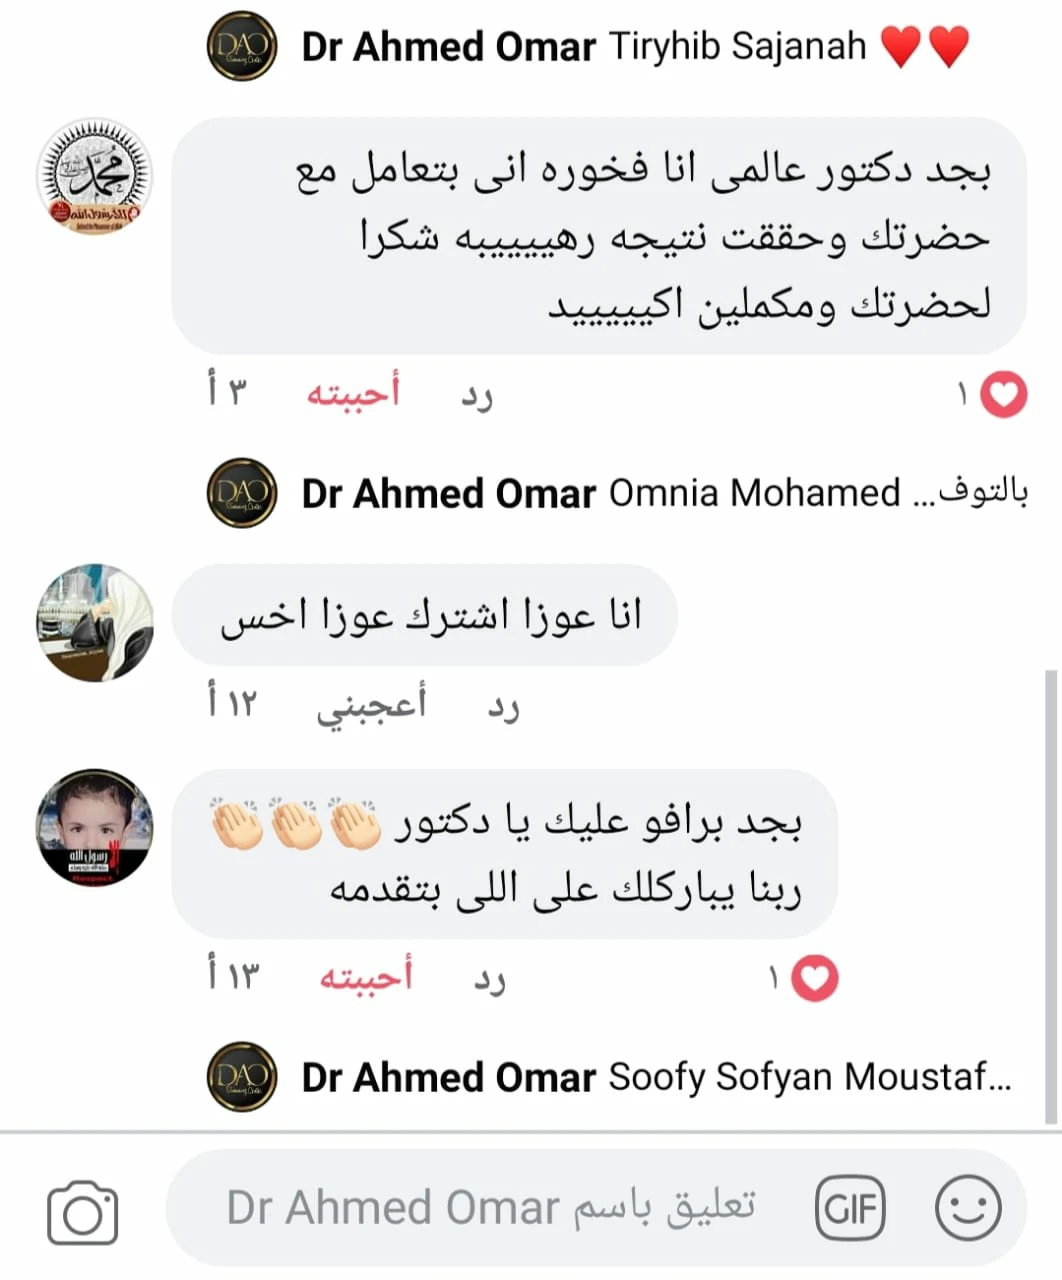 Dr Ahmed Omar Tiryhib Sajanah ❤️❤️
بجد دكتور عالمى انا فخوره انى بتعامل مع
حضرتك وحققت نتيجه رهيييييبه شكرا
لحضرتك ومكملين اكييييييد
٣ أ أحببته رد ١
Dr Ahmed Omar Omnia Mohamed بالتوف...
انا عوزا اشترك عوزا اخس
١٢ أ أعجبني رد
بجد برافو عليك يا دكتور 👏🏻👏🏻👏🏻
ربنا يباركلك على اللى بتقدمه
١٣ أ أحببته رد ١
Dr Ahmed Omar Soofy Sofyan Moustaf...
تعليق باسم Dr Ahmed Omar
GIF